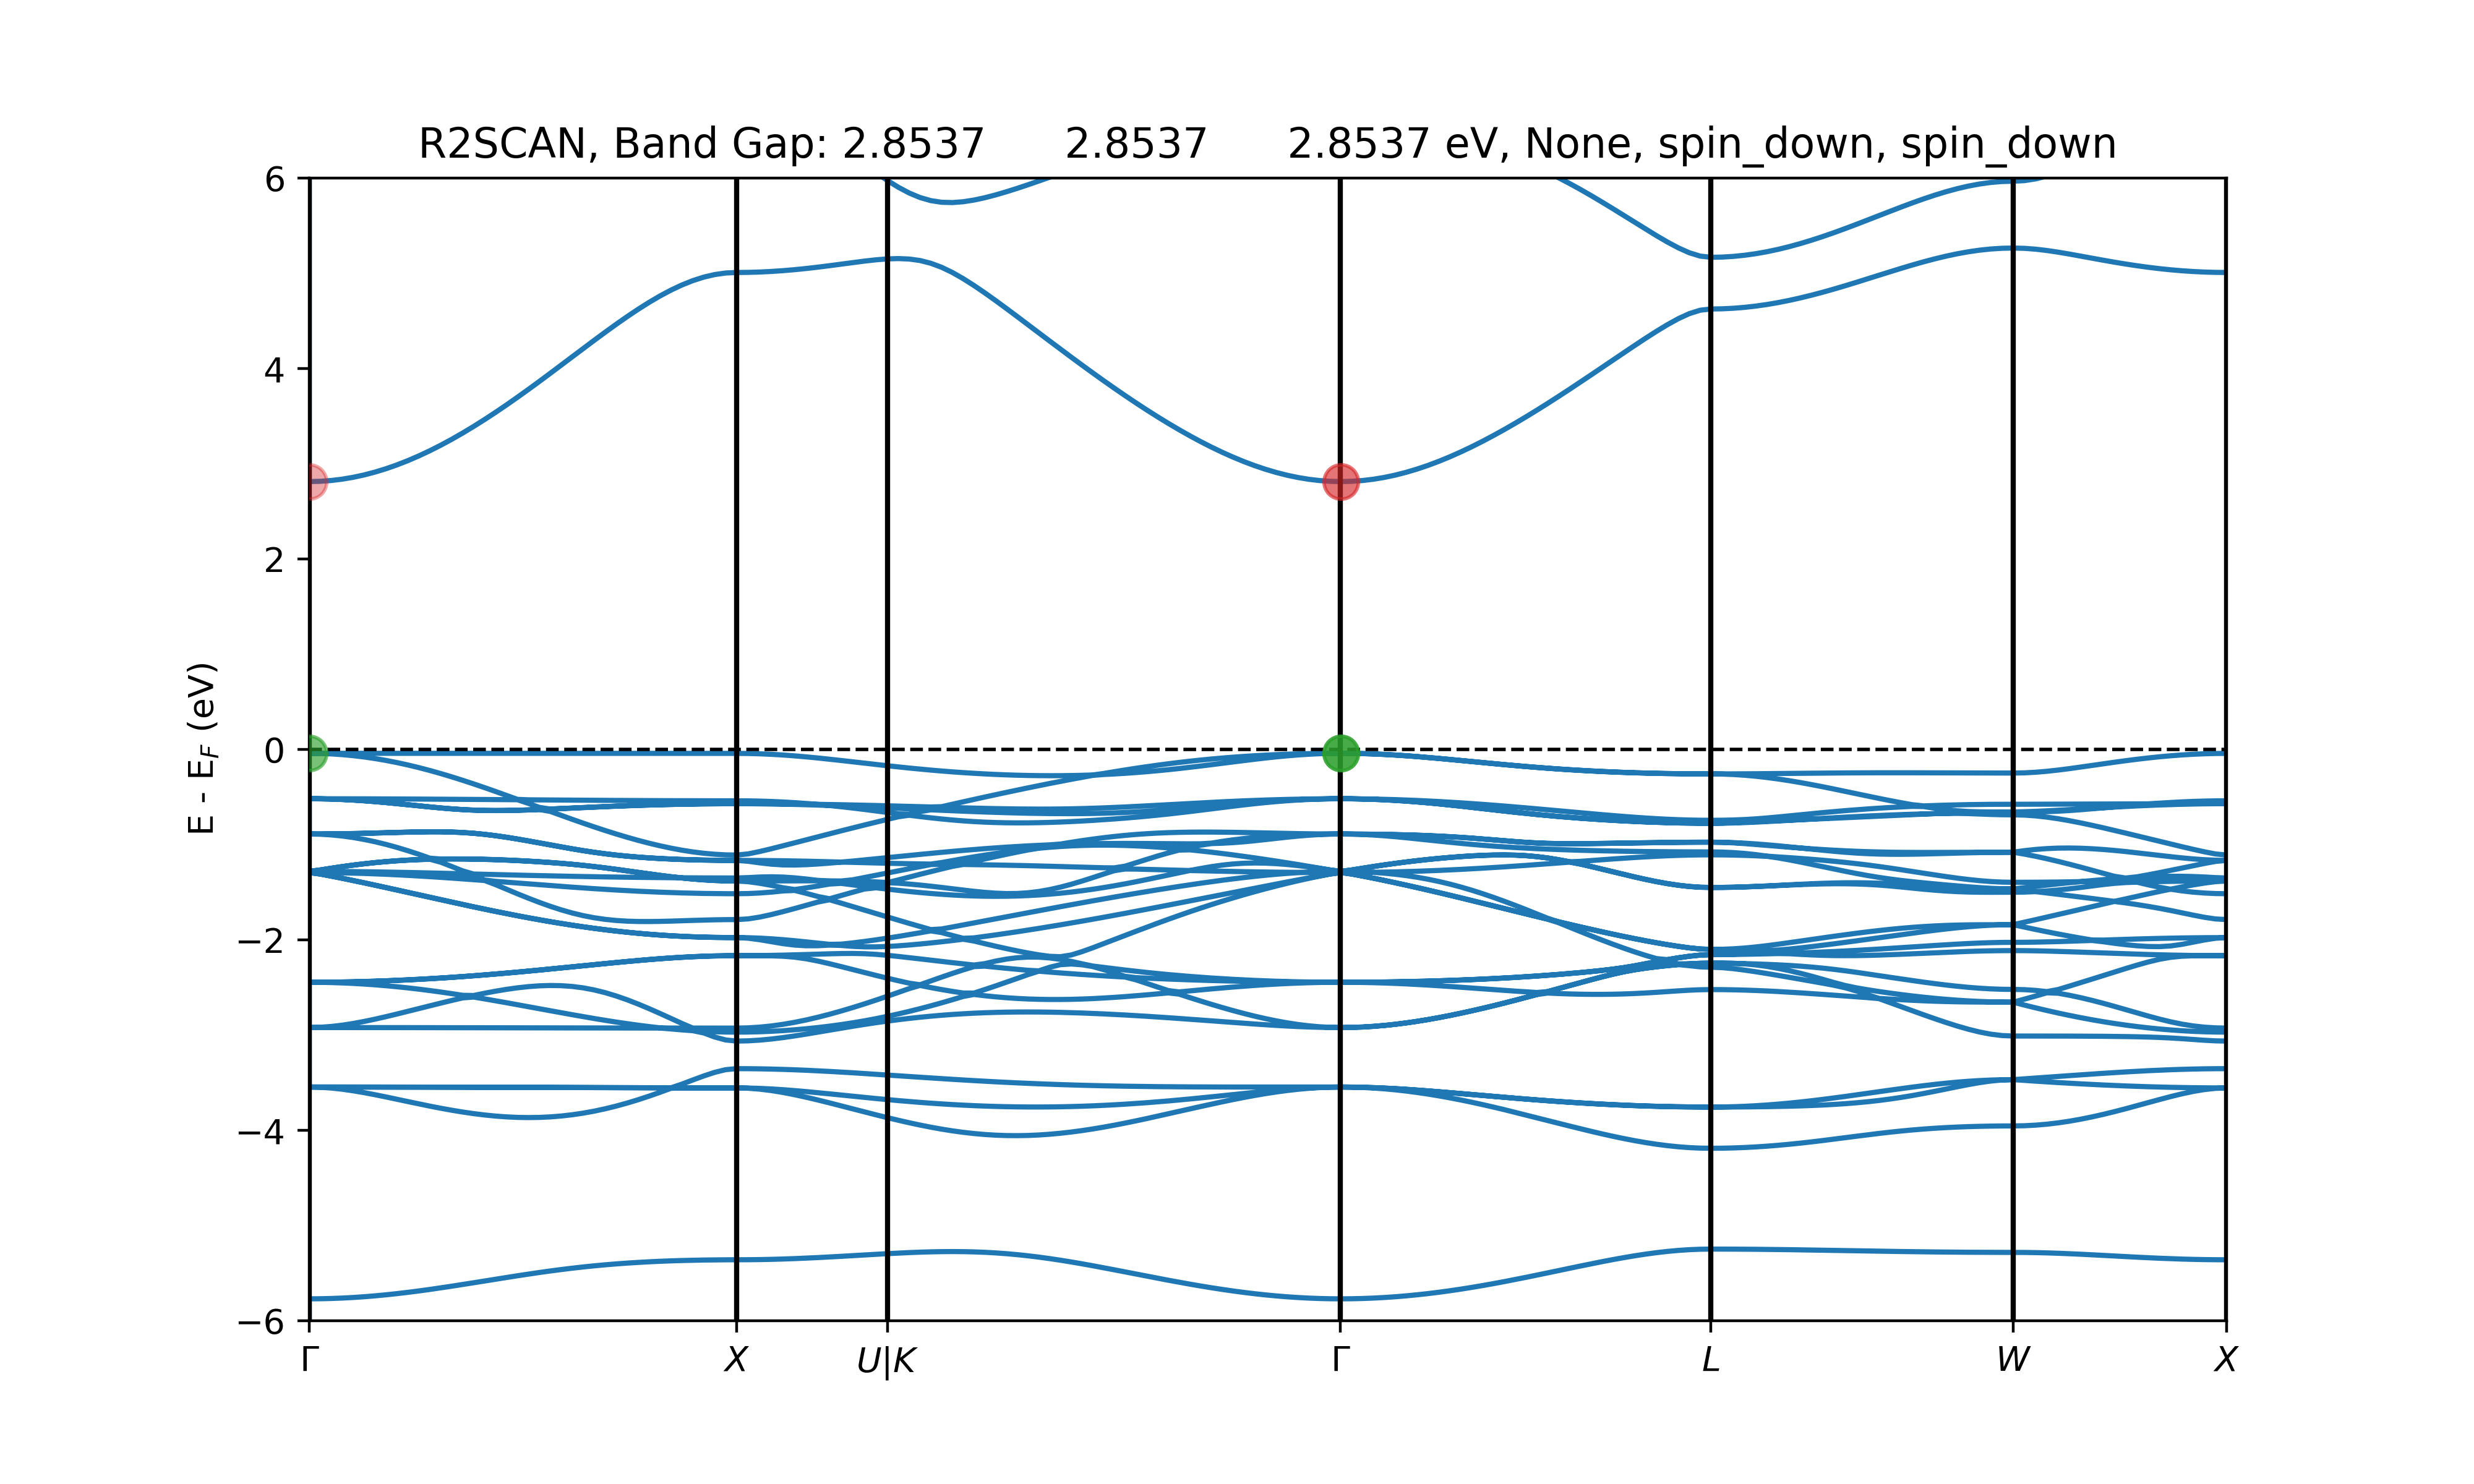 R2SCAN, Band Gap: 2.8537 2.8537 2.8537 eV, None, spin_down, spin_down
6
4
2
0
−2
−4
−6
E - E_F (eV)
Γ X U|K Γ L W X